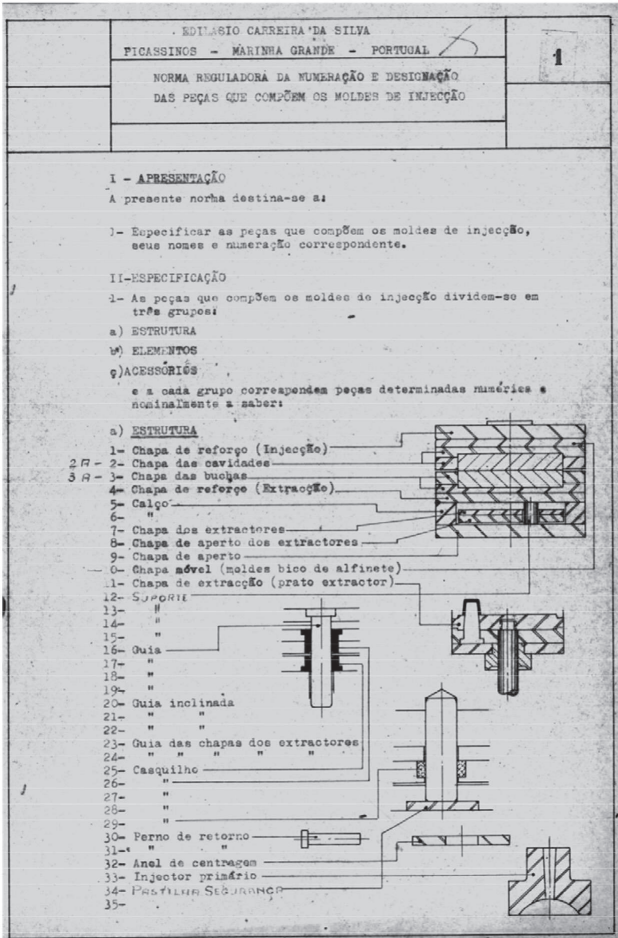 EDILASIO CARREIRA DA SILVA
PICASSINOS - MARINHA GRANDE - PORTUGAL
1
NORMA REGULADORA DA NUMERAÇÃO E DESIGNAÇÃO
DAS PEÇAS QUE COMPÕEM OS MOLDES DE INJECÇÃO
I - APRESENTAÇÃO
A presente norma destina-se a:
)- Especificar as peças que compõem os moldes de injecção,
seus nomes e numeração correspondente.
II-ESPECIFICAÇÃO
1- As peças que compõem os moldes de injecção dividem-se em
três grupos:
a) ESTRUTURA
b) ELEMENTOS
ç)ACESSÓRIOS
e a cada grupo correspondem peças determinadas numérica e
nominalmente a saber:
a) ESTRUTURA
1- Chapa de reforço (Injecção)
2A- 2- Chapa das cavidades
3A- 3- Chapa das buchas
4- Chapa de reforço (Extracção)
5- Calço
6- "
7- Chapa dos extractores
8- Chapa de aperto dos extractores
9- Chapa de aperto
0- Chapa móvel (moldes bico de alfinete)
11- Chapa de extracção (prato extractor)
12- SUPORTE
13- "
14- "
15- "
16- Guia
17- "
18- "
19- "
20- Guia inclinada
21- " "
22- " "
23- Guia das chapas dos extractores
24- " " " " "
25- Casquilho
26- "
27- "
28- "
29- "
30- Perno de retorno
31- " " "
32- Anel de centragem
33- Injector primário
34- PASTILHA SEGURANÇA
35-